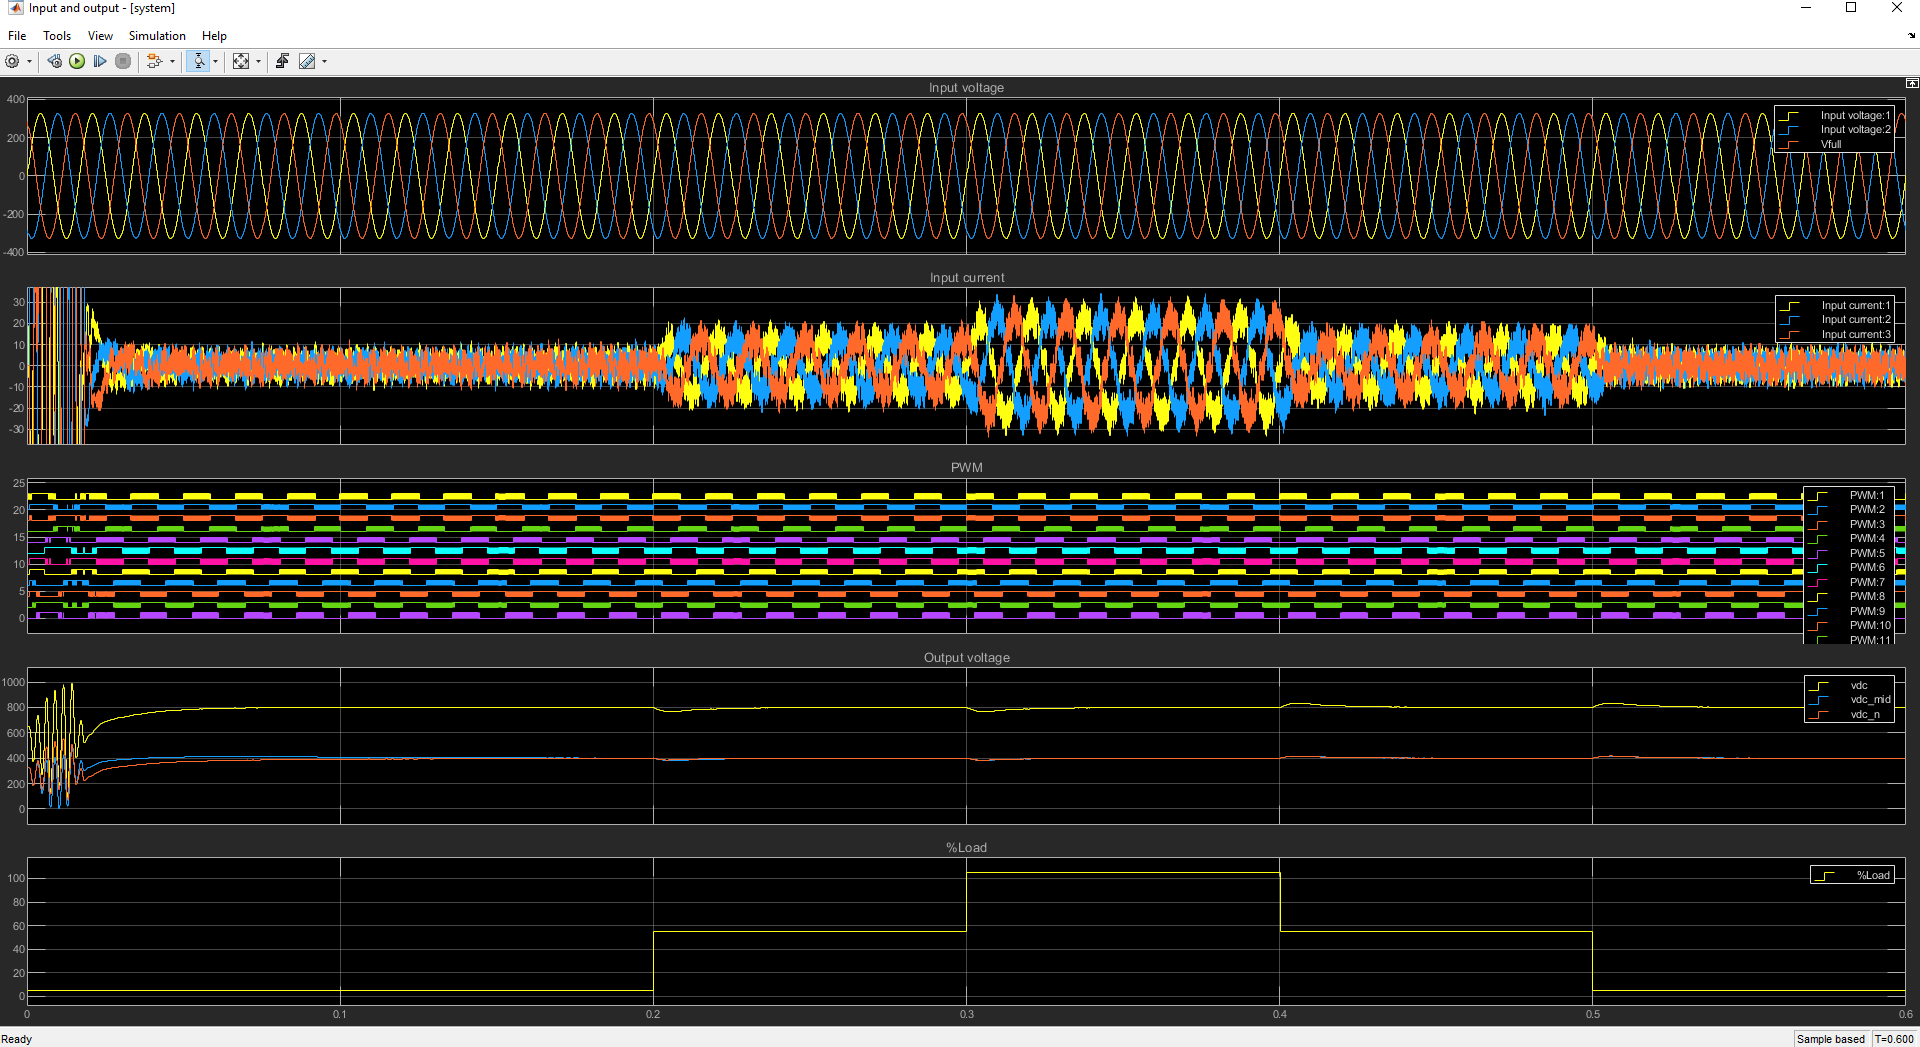 Input and output - [system]
File Tools View Simulation Help
Input voltage
400
200
0
-200
-400
Input voltage:1
Input voltage:2
Vfull
Input current
30
20
10
0
-10
-20
-30
Input current:1
Input current:2
Input current:3
PWM
25
20
15
10
5
0
PWM:1
PWM:2
PWM:3
PWM:4
PWM:5
PWM:6
PWM:7
PWM:8
PWM:9
PWM:10
PWM:11
Output voltage
1000
800
600
400
200
0
vdc
vdc_mid
vdc_n
%Load
100
80
60
40
20
0
%Load
0 0.1 0.2 0.3 0.4 0.5 0.6
Ready
Sample based T=0.600